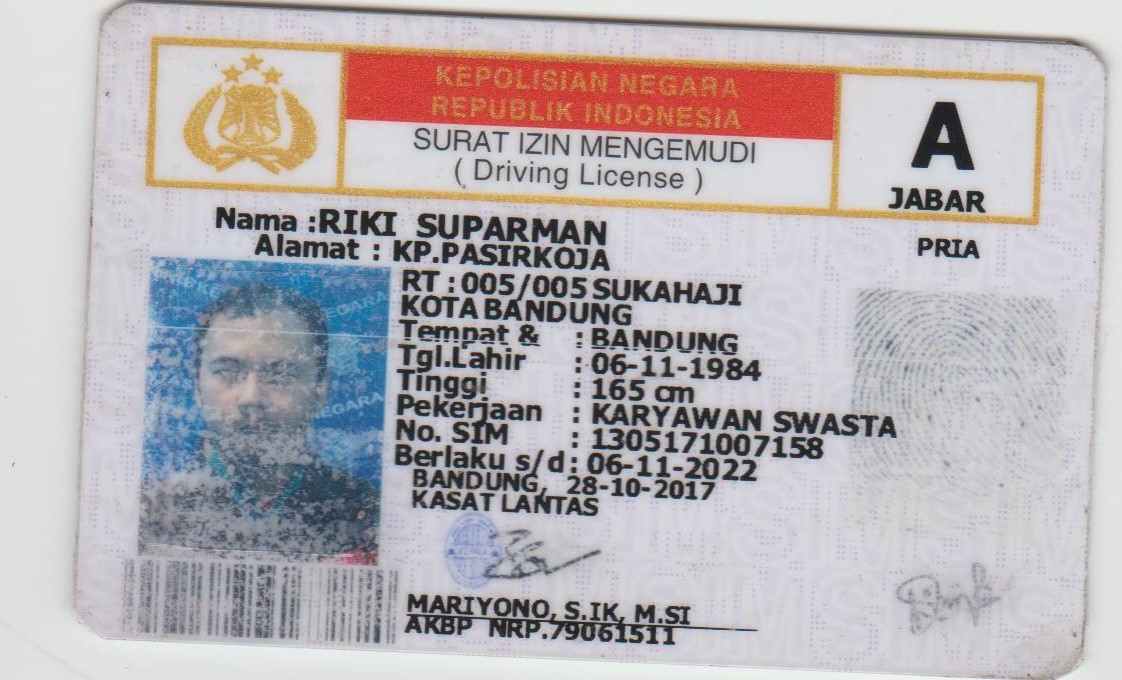 KEPOLISIAN NEGARA
REPUBLIK INDONESIA
SURAT IZIN MENGEMUDI
( Driving License )
A
JABAR
PRIA
Nama :RIKI SUPARMAN
Alamat : KP.PASIRKOJA
RT : 005/005 SUKAHAJI
KOTA BANDUNG
Tempat & : BANDUNG
Tgl.Lahir : 06-11-1984
Tinggi : 165 cm
Pekerjaan : KARYAWAN SWASTA
No. SIM : 1305171007158
Berlaku s/d : 06-11-2022
BANDUNG, 28-10-2017
KASAT LANTAS
MARIYONO, S.IK, M.SI
AKBP NRP.79061511
NEGARA
NEGARA